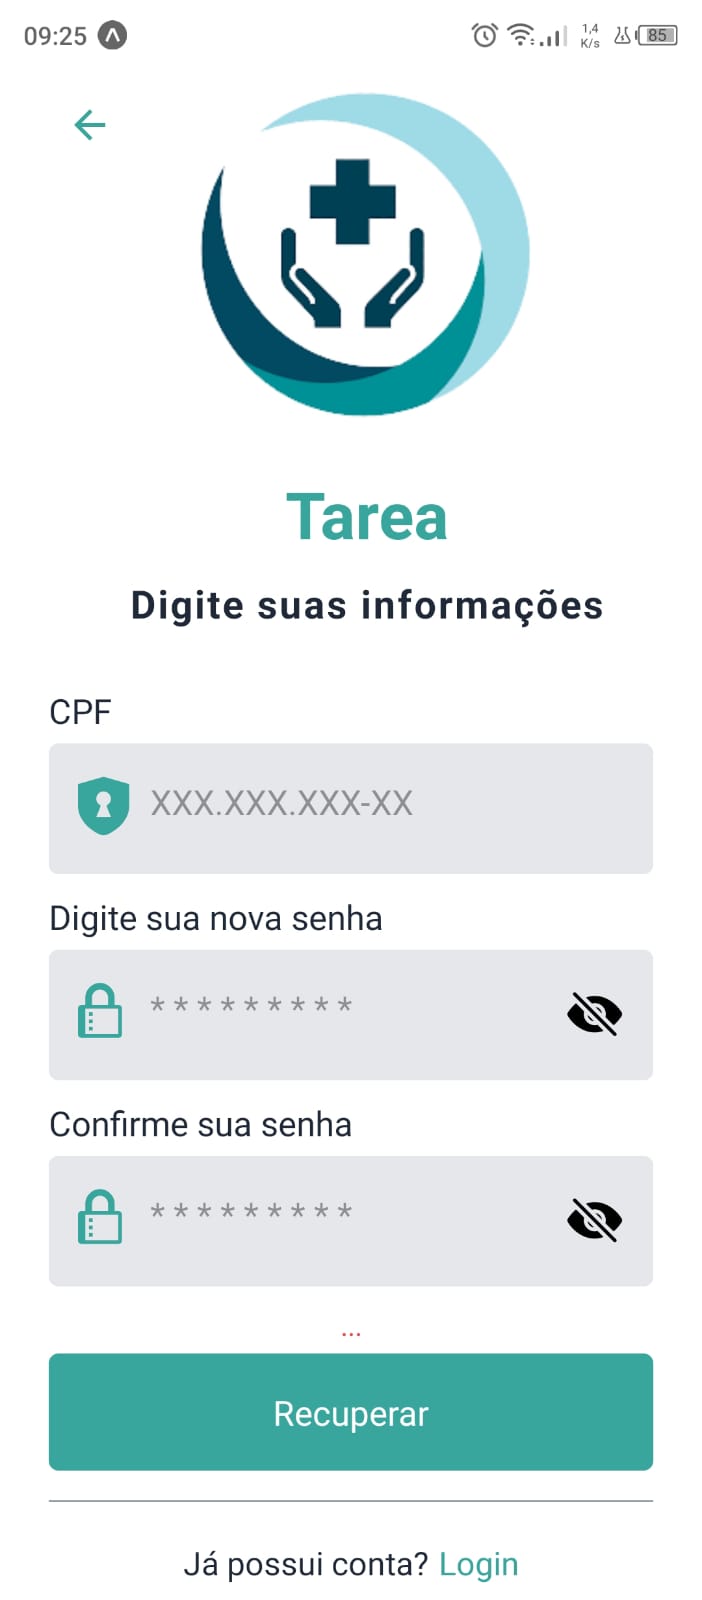 09:25
1,4
K/s
85
Tarea
Digite suas informações
CPF
XXX.XXX.XXX-XX
Digite sua nova senha
*********
Confirme sua senha
*********
...
Recuperar
Já possui conta? Login